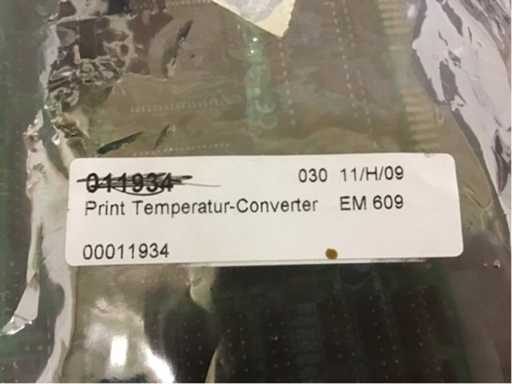 011934 030 11/H/09
Print Temperatur-Converter EM 609
00011934